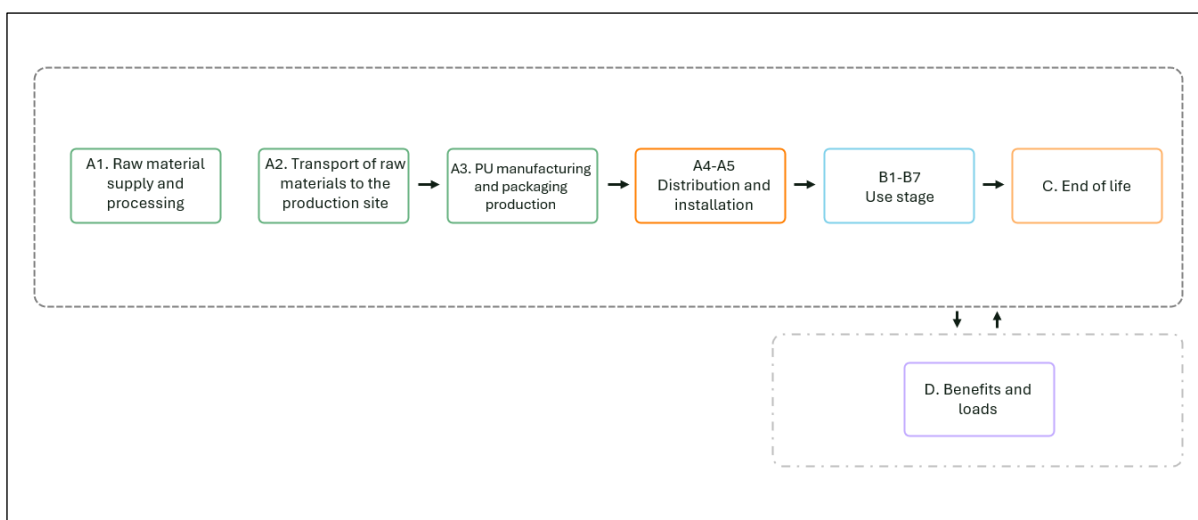 A1. Raw material
supply and
processing
A2. Transport of raw
materials to the
production site
A3. PU manufacturing
and packaging
production
A4-A5
Distribution and
installation
B1-B7
Use stage
C. End of life
D. Benefits and
loads